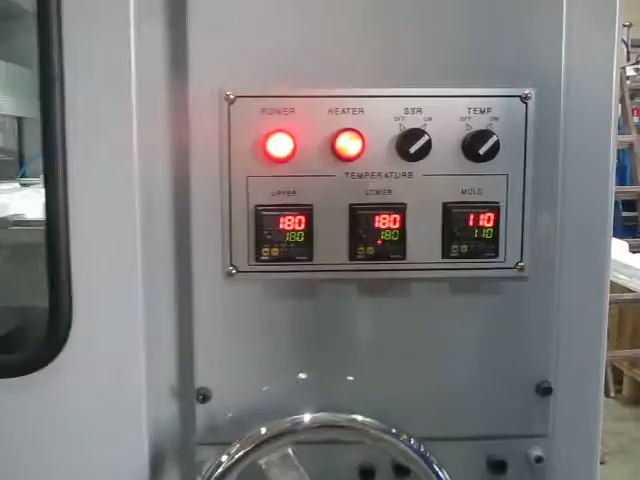 POWER HEATER SSR TEMP
OFF ON OFF ON
TEMPERATURE
UPPER LOWER MOLD
180 180 110
180 180 110